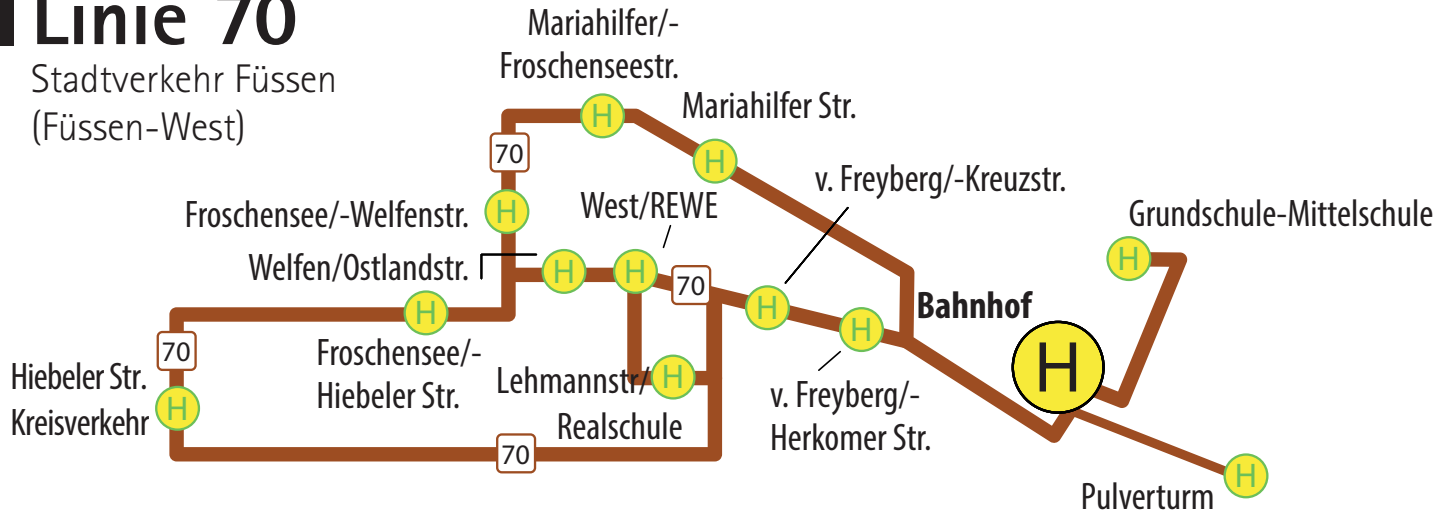 Linie 70
Stadtverkehr Füssen
(Füssen-West)
Mariahilfer/-
Froschenseestr.
H
Mariahilfer Str.
H
70
v. Freyberg/-Kreuzstr.
Froschensee/-Welfenstr.
H
West/REWE
Grundschule-Mittelschule
H
Welfen/Ostlandstr.
H
H
70
H
H
Bahnhof
H
H
70
Froschensee/-
Hiebeler Str.
Hiebeler Str.
Kreisverkehr
H
Lehmannstr/
Realschule
H
v. Freyberg/-
Herkomer Str.
70
H
Pulverturm